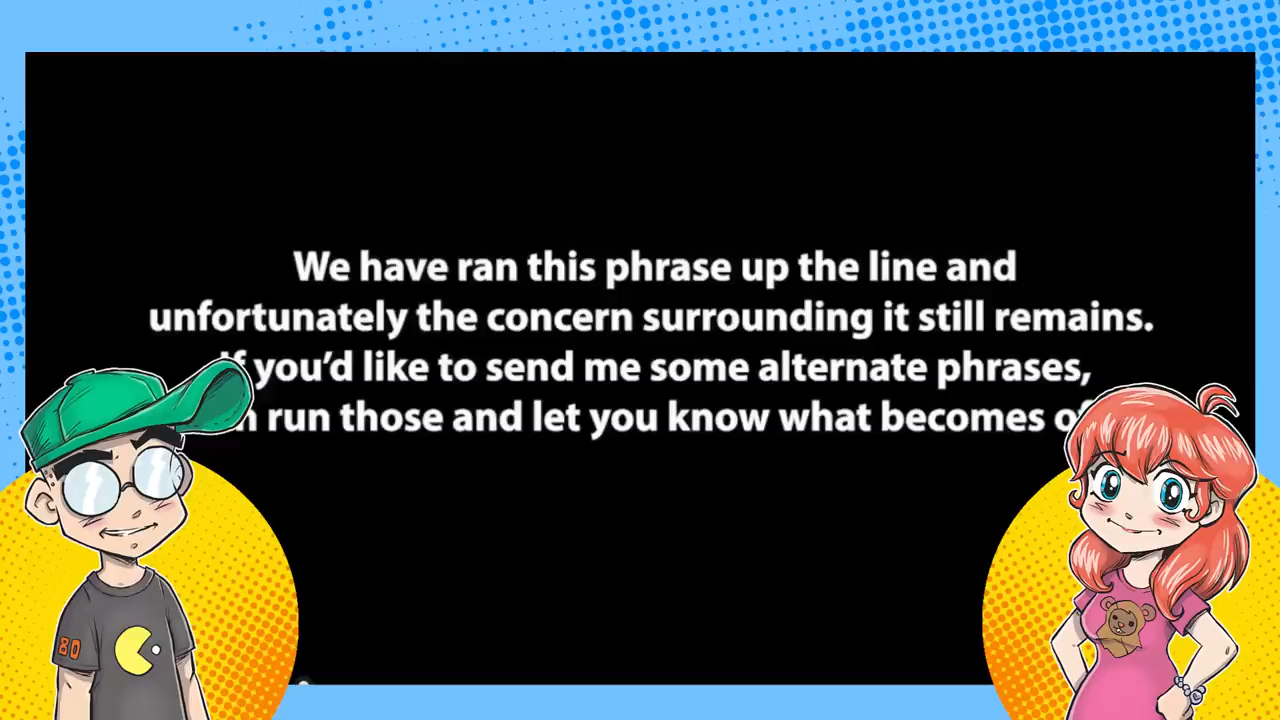 We have ran this phrase up the line and
unfortunately the concern surrounding it still remains.
you'd like to send me some alternate phrases,
run those and let you know what becomes
80